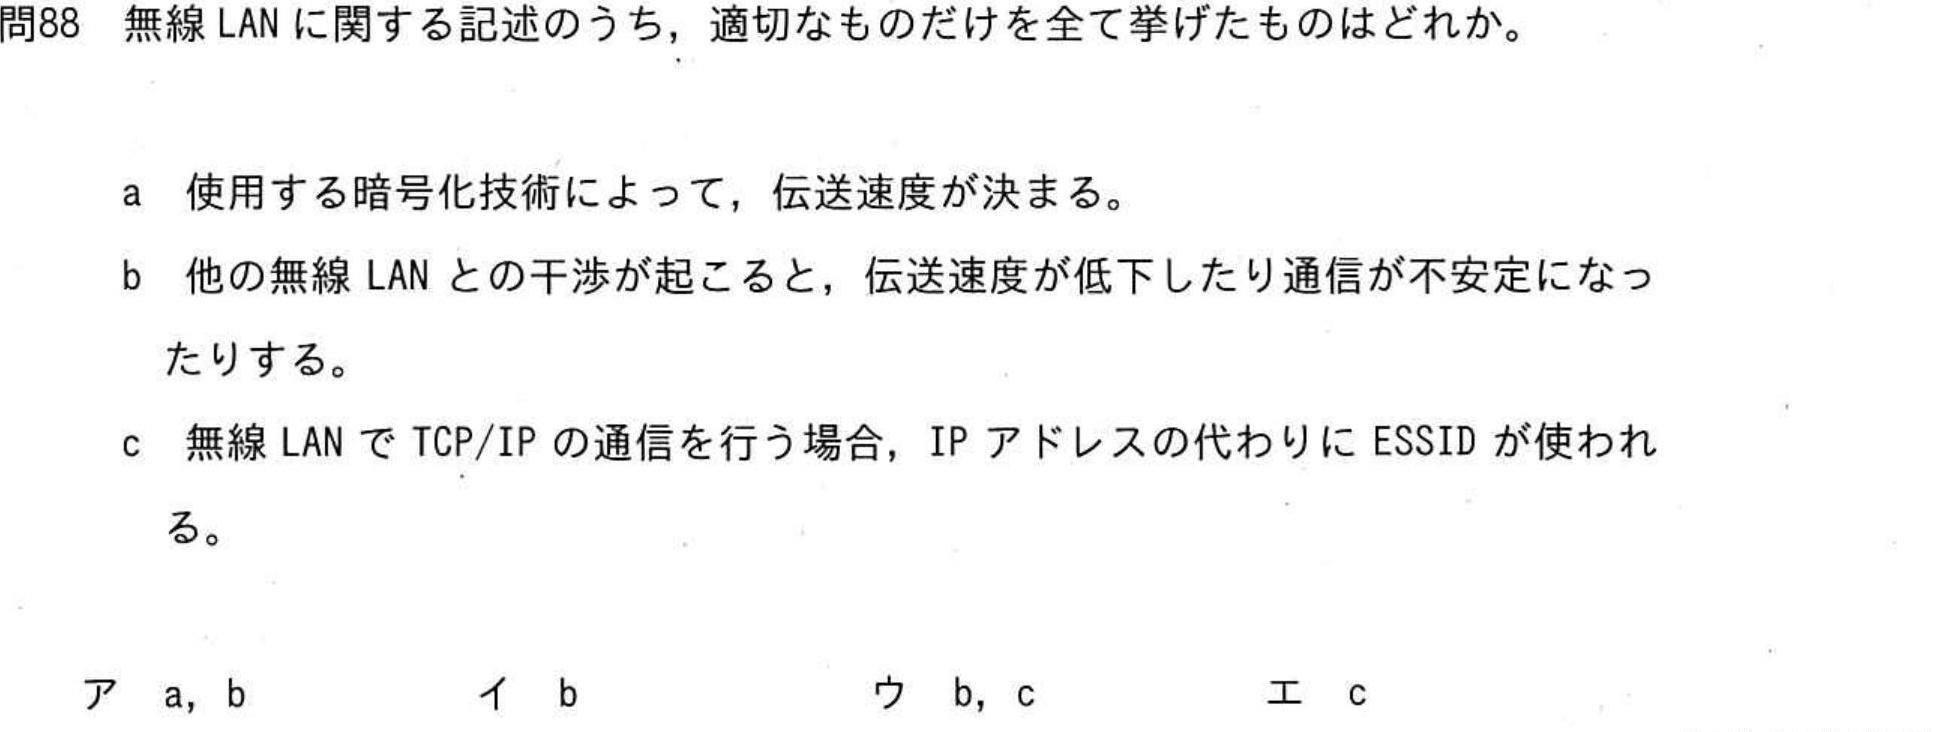 問88 無線 LAN に関する記述のうち，適切なものだけを全て挙げたものはどれか。
a 使用する暗号化技術によって，伝送速度が決まる。
b 他の無線 LAN との干渉が起こると，伝送速度が低下したり通信が不安定になっ
たりする。
c 無線 LAN で TCP/IP の通信を行う場合，IP アドレスの代わりに ESSID が使われ
る。
ア a, b イ b ウ b, c エ c